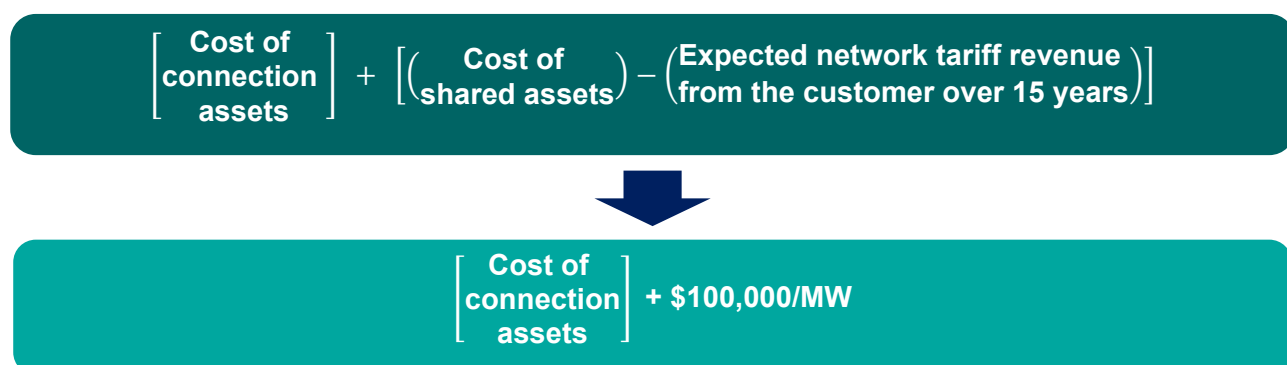 [Cost of connection assets] + [(Cost of shared assets) – (Expected network tariff revenue from the customer over 15 years)]
[Cost of connection assets] + $100,000/MW